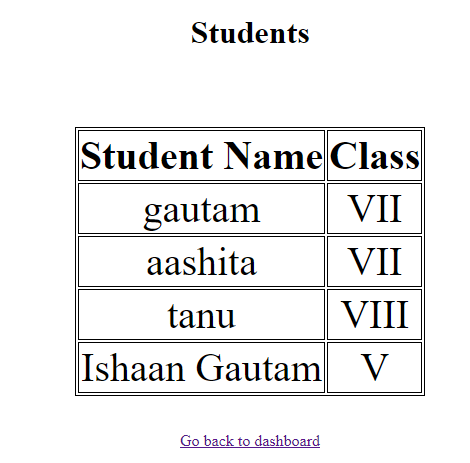 Students
Student Name Class
gautam VII
aashita VII
tanu VIII
Ishaan Gautam V
Go back to dashboard